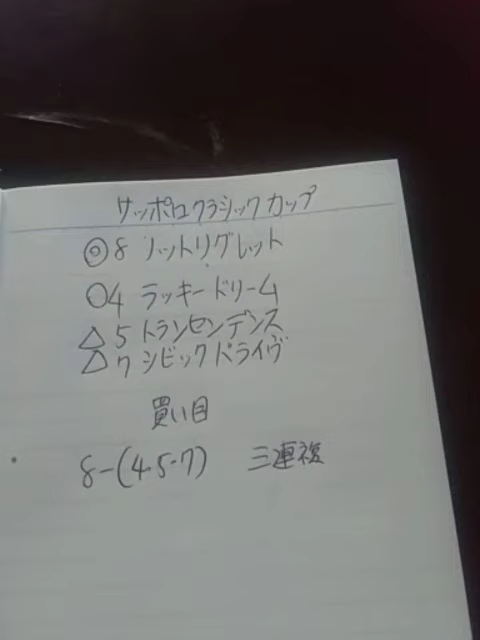 サッポロクラシックカップ
◎8 ノットリグレット
○4 ラッキードリーム
△5 トランセンデンス
△7 シビックドライヴ
買い目
8-(4.5-7) 三連複